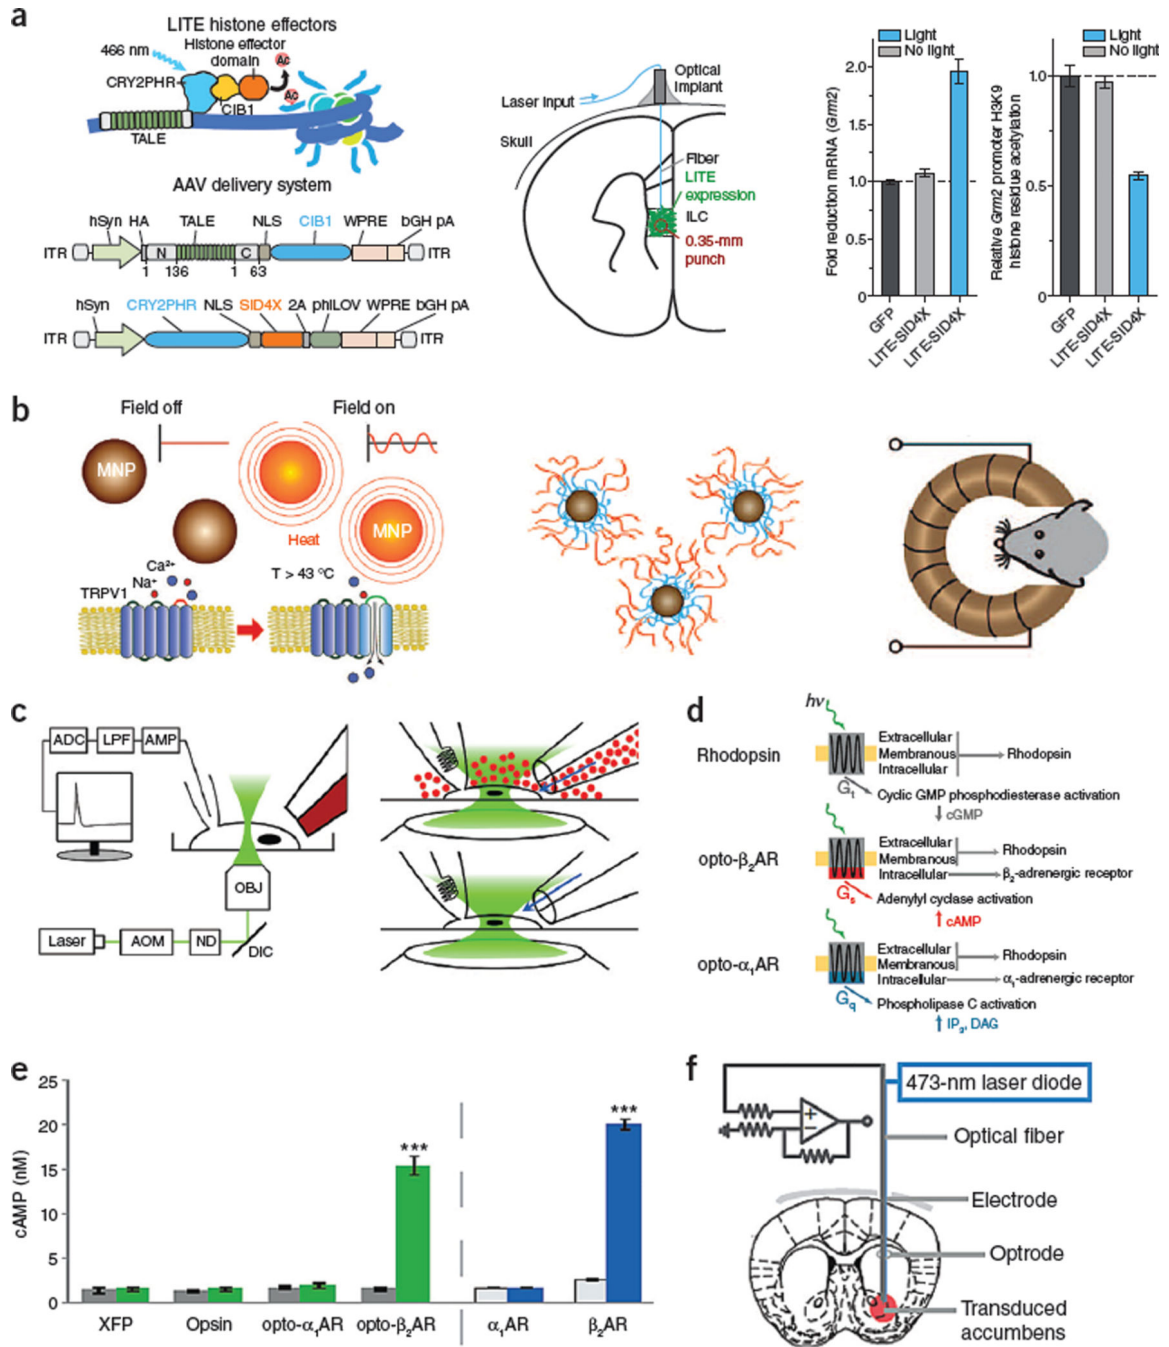 a
LITE histone effectors
466 nm
Histone effector
domain
Ac
CRY2PHR
Ac
CIB1
TALE
AAV delivery system
hSyn HA TALE NLS CIB1 WPRE bGH pA
ITR N C ITR
1 136 1 63
hSyn CRY2PHR NLS SID4X 2A phILOV WPRE bGH pA
ITR ITR
Optical
Implant
Laser Input
Skull
Fiber
LITE
expression
ILC
0.35-mm
punch
Light
No light
Fold reduction mRNA (Grm2)
2.0
1.5
1.0
0.5
0
GFP
LITE-SID4X
LITE-SID4X
Light
No light
Relative Grm2 promoter H3K9
histone residue acetylation
1.0
0.5
0
GFP
LITE-SID4X
LITE-SID4X
b
Field off
Field on
MNP
MNP
Heat
Ca²⁺
Na⁺
TRPV1
T > 43 °C
c
ADC LPF AMP
OBJ
Laser AOM ND
DIC
d
hν
Rhodopsin
Extracellular
Membranous
Intracellular
Rhodopsin
Gt
Cyclic GMP phosphodiesterase activation
cGMP
opto-β₂AR
Extracellular
Membranous
Intracellular
Rhodopsin
β₂-adrenergic receptor
Gs
Adenylyl cyclase activation
cAMP
opto-α₁AR
Extracellular
Membranous
Intracellular
Rhodopsin
α₁-adrenergic receptor
Gq
Phospholipase C activation
IP₃, DAG
e
cAMP (nM)
25
20
15
10
5
0
***
***
XFP Opsin opto-α₁AR opto-β₂AR α₁AR β₂AR
f
473-nm laser diode
+
−
Optical fiber
Electrode
Optrode
Transduced
accumbens